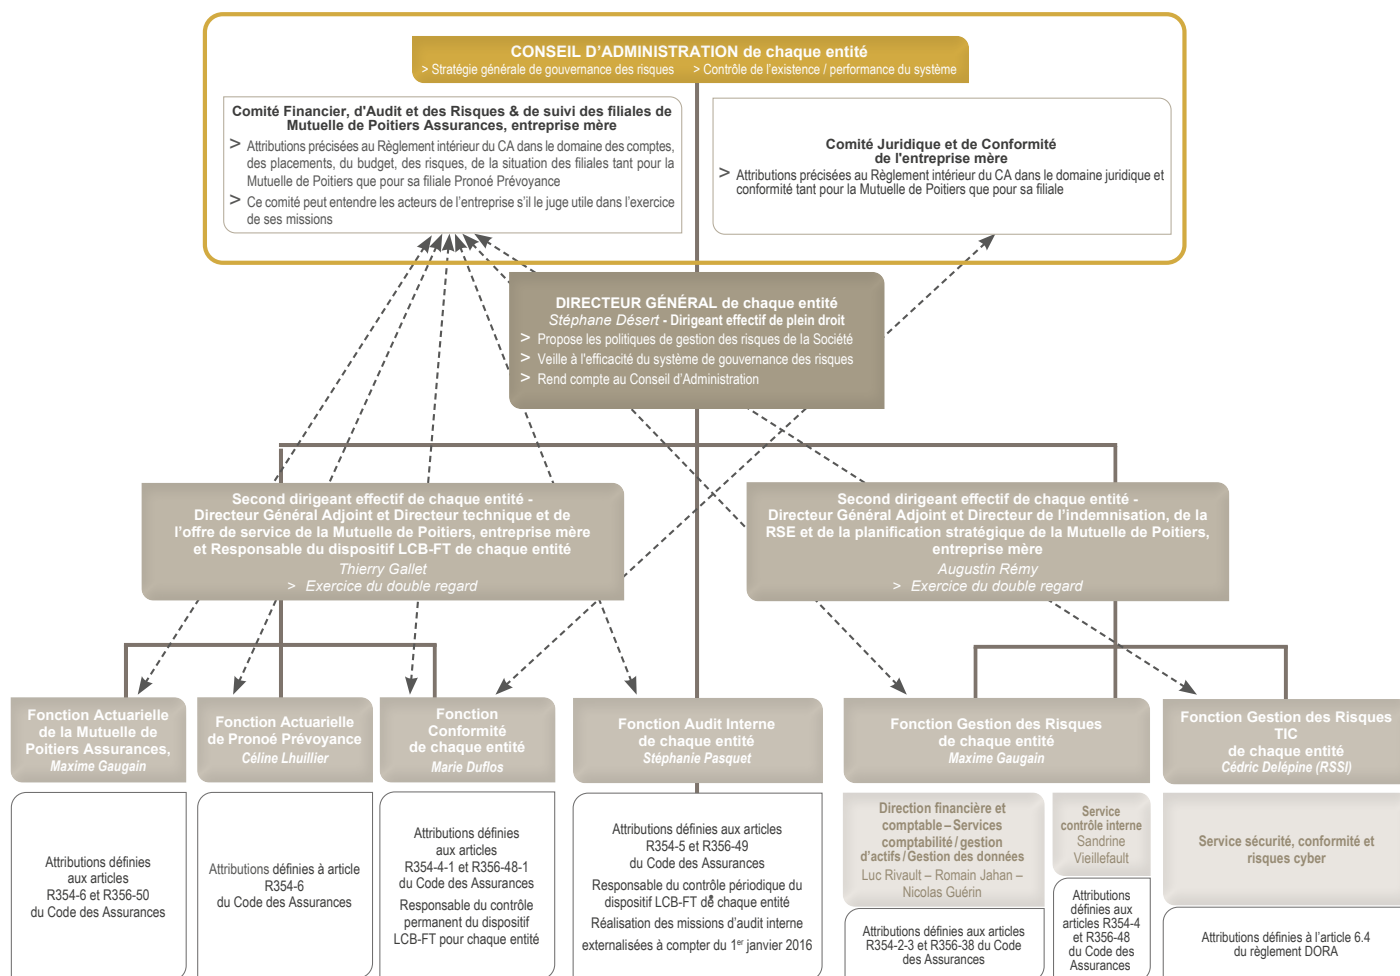 CONSEIL D'ADMINISTRATION de chaque entité
> Stratégie générale de gouvernance des risques > Contrôle de l'existence / performance du système
Comité Financier, d'Audit et des Risques & de suivi des filiales de
Mutuelle de Poitiers Assurances, entreprise mère
> Attributions précisées au Règlement intérieur du CA dans le domaine des comptes,
des placements, du budget, des risques, de la situation des filiales tant pour la
Mutuelle de Poitiers que pour sa filiale Pronoé Prévoyance
> Ce comité peut entendre les acteurs de l'entreprise s'il le juge utile dans l'exercice
de ses missions
Comité Juridique et de Conformité
de l'entreprise mère
> Attributions précisées au Règlement intérieur du CA dans le domaine juridique et
conformité tant pour la Mutuelle de Poitiers que pour sa filiale
DIRECTEUR GÉNÉRAL de chaque entité
Stéphane Désert - Dirigeant effectif de plein droit
> Propose les politiques de gestion des risques de la Société
> Veille à l'efficacité du système de gouvernance des risques
> Rend compte au Conseil d'Administration
Second dirigeant effectif de chaque entité -
Directeur Général Adjoint et Directeur technique et de
l'offre de service de la Mutuelle de Poitiers, entreprise mère
et Responsable du dispositif LCB-FT de chaque entité
Thierry Gallet
> Exercice du double regard
Second dirigeant effectif de chaque entité -
Directeur Général Adjoint et Directeur de l'indemnisation, de la
RSE et de la planification stratégique de la Mutuelle de Poitiers,
entreprise mère
Augustin Rémy
> Exercice du double regard
Fonction Actuarielle
de la Mutuelle de
Poitiers Assurances,
Maxime Gaugain
Attributions définies
aux articles
R354-6 et R356-50
du Code des Assurances
Fonction Actuarielle
de Pronoé Prévoyance
Céline Lhuillier
Attributions définies à article
R354-6
du Code des Assurances
Fonction
Conformité
de chaque entité
Marie Duflos
Attributions définies
aux articles
R354-4-1 et R356-48-1
du Code des Assurances
Responsable du contrôle
permanent du dispositif
LCB-FT pour chaque entité
Fonction Audit Interne
de chaque entité
Stéphanie Pasquet
Attributions définies aux articles
R354-5 et R356-49
du Code des Assurances
Responsable du contrôle périodique du
dispositif LCB-FT de chaque entité
Réalisation des missions d'audit interne
externalisées à compter du 1er janvier 2016
Fonction Gestion des Risques
de chaque entité
Maxime Gaugain
Direction financière et
comptable – Services
comptabilité / gestion
d'actifs / Gestion des données
Luc Rivault – Romain Jahan –
Nicolas Guérin
Attributions définies aux articles
R354-2-3 et R356-38 du Code
des Assurances
Service
contrôle interne
Sandrine
Vieillefault
Attributions
définies aux
articles R354-4
et R356-48
du Code des
Assurances
Fonction Gestion des Risques
TIC
de chaque entité
Cédric Delépine (RSSI)
Service sécurité, conformité et
risques cyber
Attributions définies à l'article 6.4
du règlement DORA